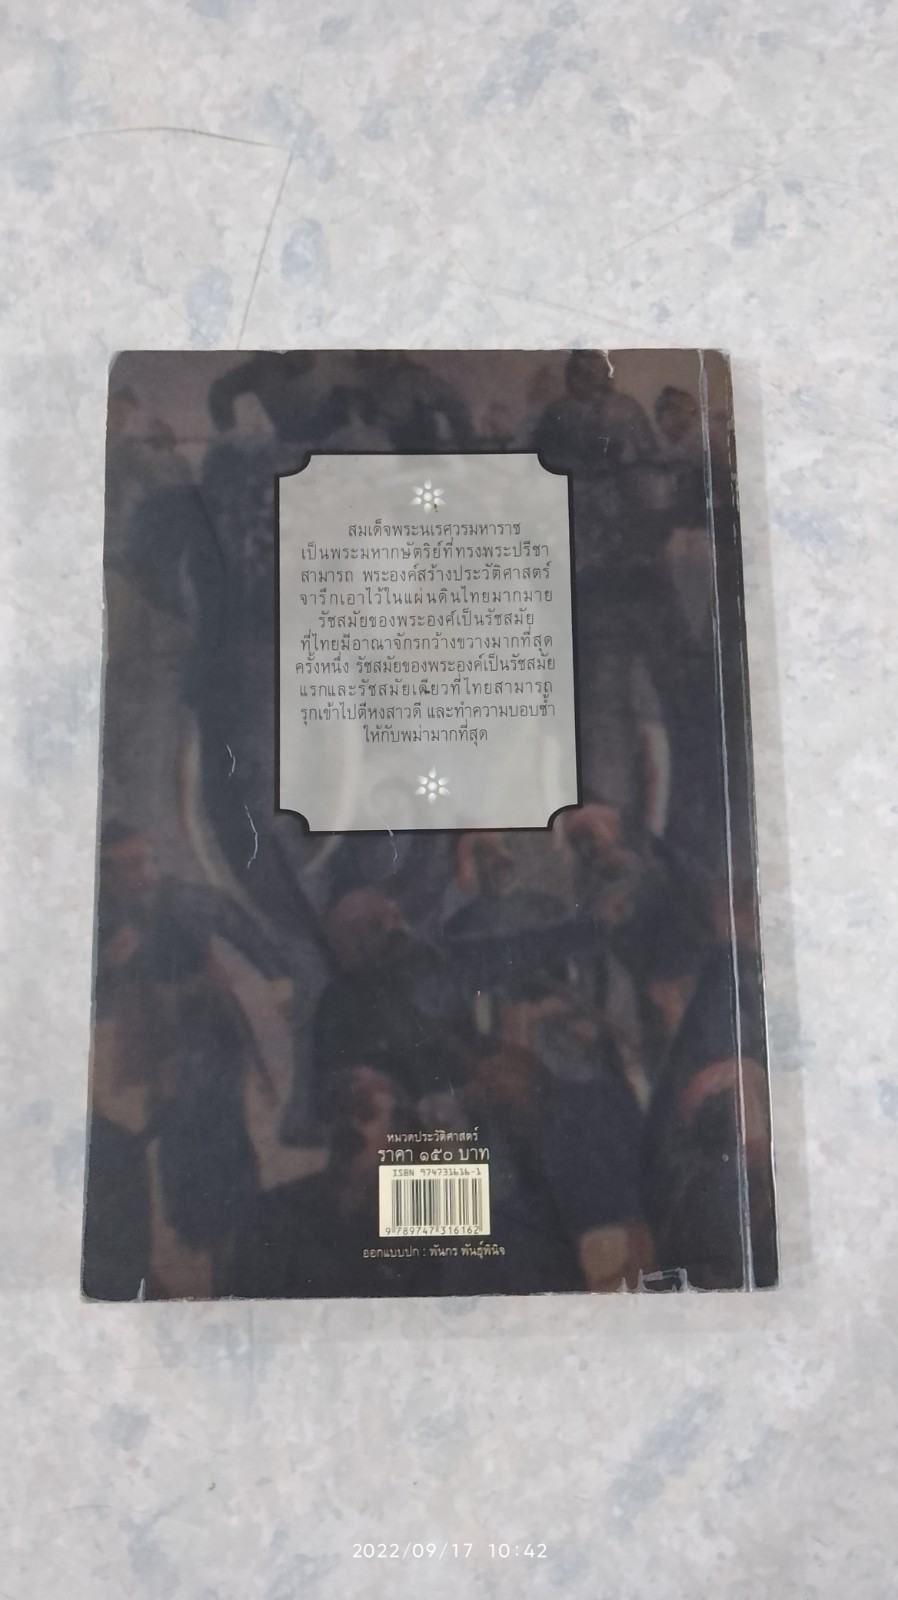 สมเด็จพระนเรศวรมหาราช
เป็นพระมหากษัตริย์ที่ทรงพระปรีชา
สามารถ พระองค์สร้างประวัติศาสตร์
จารึกเอาไว้ในแผ่นดินไทยมากมาย
รัชสมัยของพระองค์เป็นรัชสมัย
ที่ไทยมีอาณาจักรกว้างขวางมากที่สุด
ครั้งหนึ่ง รัชสมัยของพระองค์เป็นรัชสมัย
แรกและรัชสมัยเดียวที่ไทยสามารถ
รุกเข้าไปตีหงสาวดี และทำความบอบช้ำ
ให้กับพม่ามากที่สุด
หมวดประวัติศาสตร์
ราคา ๑๕๐ บาท
ISBN 974731616-1
9 789747 316162
ออกแบบปก : พันกร พันธุ์พินิจ
2022/09/17 10:42